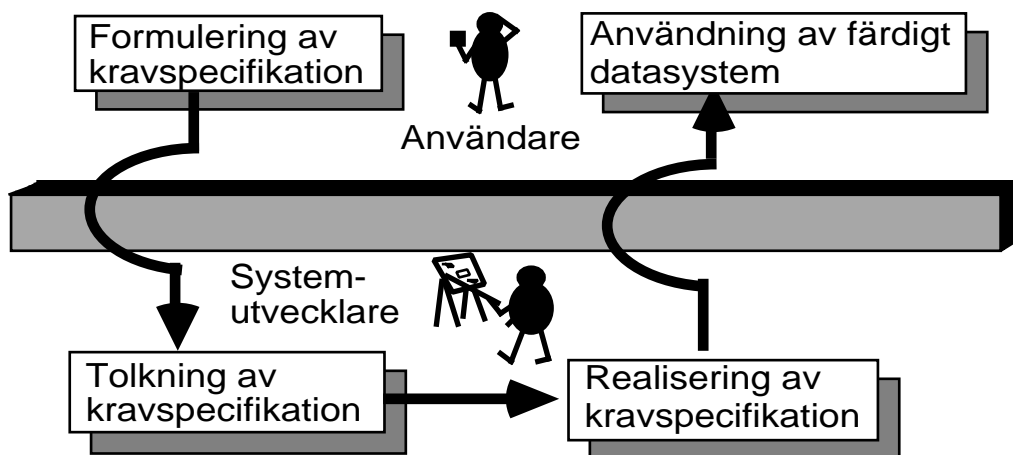 Formulering av
kravspecifikation
Användning av färdigt
datasystem
Användare
System-
utvecklare
Tolkning av
kravspecifikation
Realisering av
kravspecifikation